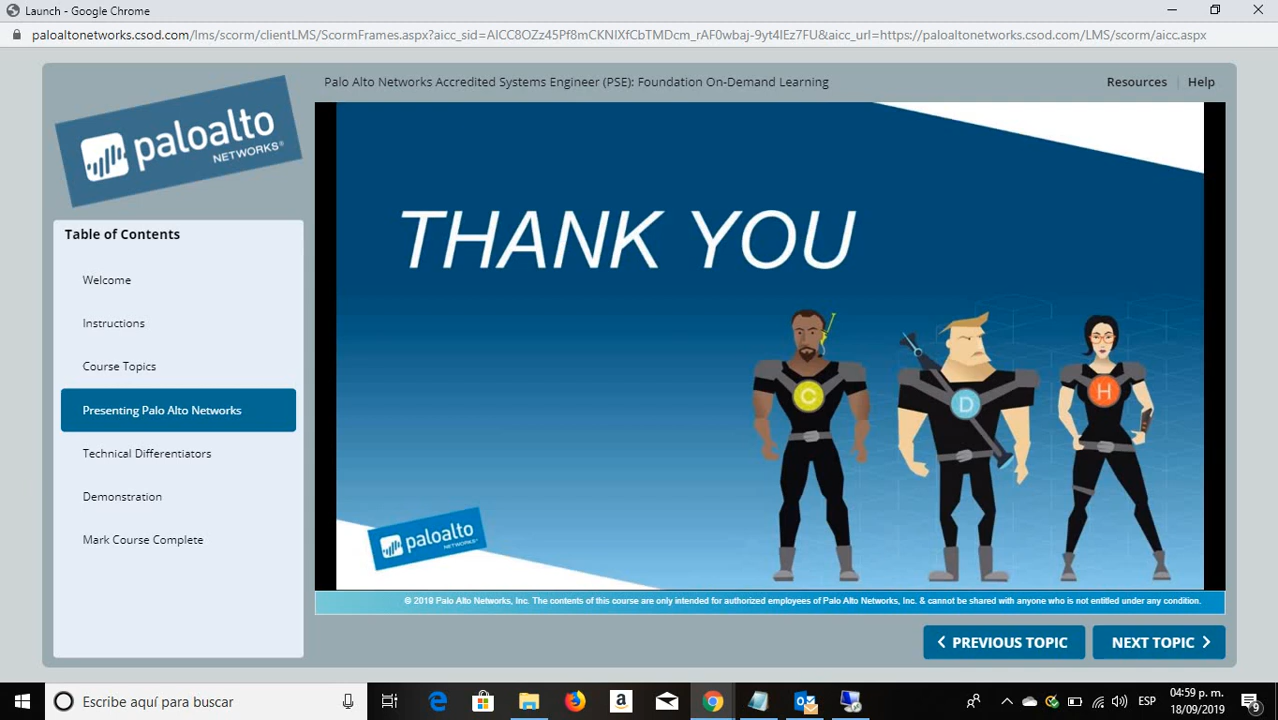 Launch - Google Chrome
paloaltonetworks.csod.com/lms/scorm/clientLMS/ScormFrames.aspx?aicc_sid=AICC8OZz45Pf8mCKNIXfCbTMDcm_rAF0wbaj-9yt4IEz7FU&aicc_url=https://paloaltonetworks.csod.com/LMS/scorm/aicc.aspx
Palo Alto Networks Accredited Systems Engineer (PSE): Foundation On-Demand Learning
Resources | Help
paloalto
NETWORKS®
Table of Contents
Welcome
Instructions
Course Topics
Presenting Palo Alto Networks
Technical Differentiators
Demonstration
Mark Course Complete
THANK YOU
C
D
H
paloalto
NETWORKS®
© 2019 Palo Alto Networks, Inc. The contents of this course are only intended for authorized employees of Palo Alto Networks, Inc. & cannot be shared with anyone who is not entitled under any condition.
PREVIOUS TOPIC
NEXT TOPIC
Escribe aquí para buscar
ESP
04:59 p. m.
18/09/2019
9